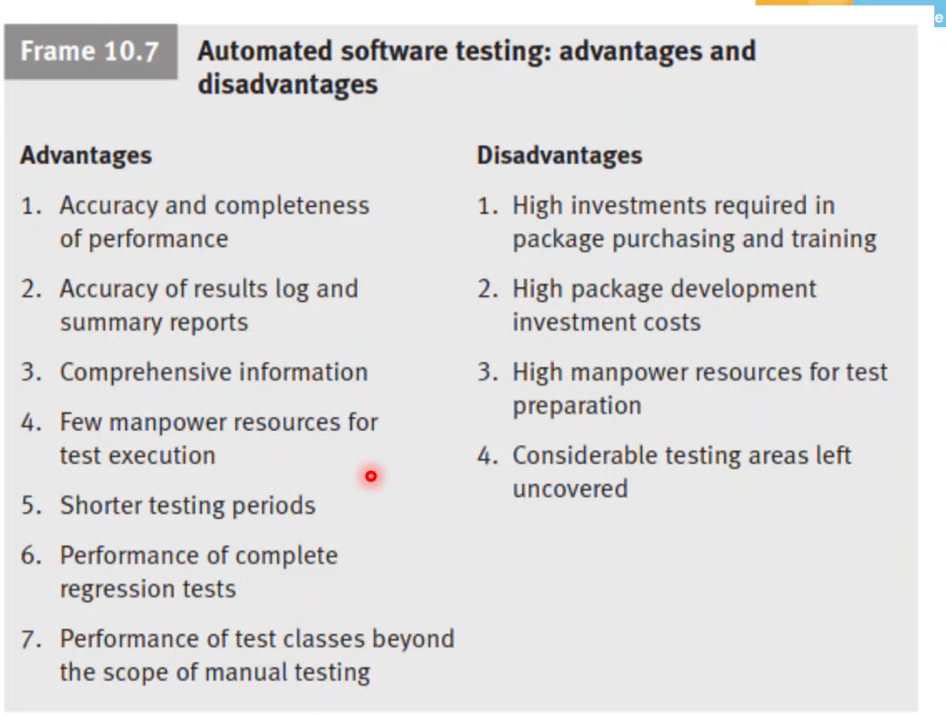 e
Frame 10.7
Automated software testing: advantages and
disadvantages
Advantages
1. Accuracy and completeness
of performance
2. Accuracy of results log and
summary reports
3. Comprehensive information
4. Few manpower resources for
test execution
5. Shorter testing periods
6. Performance of complete
regression tests
7. Performance of test classes beyond
the scope of manual testing
Disadvantages
1. High investments required in
package purchasing and training
2. High package development
investment costs
3. High manpower resources for test
preparation
4. Considerable testing areas left
uncovered